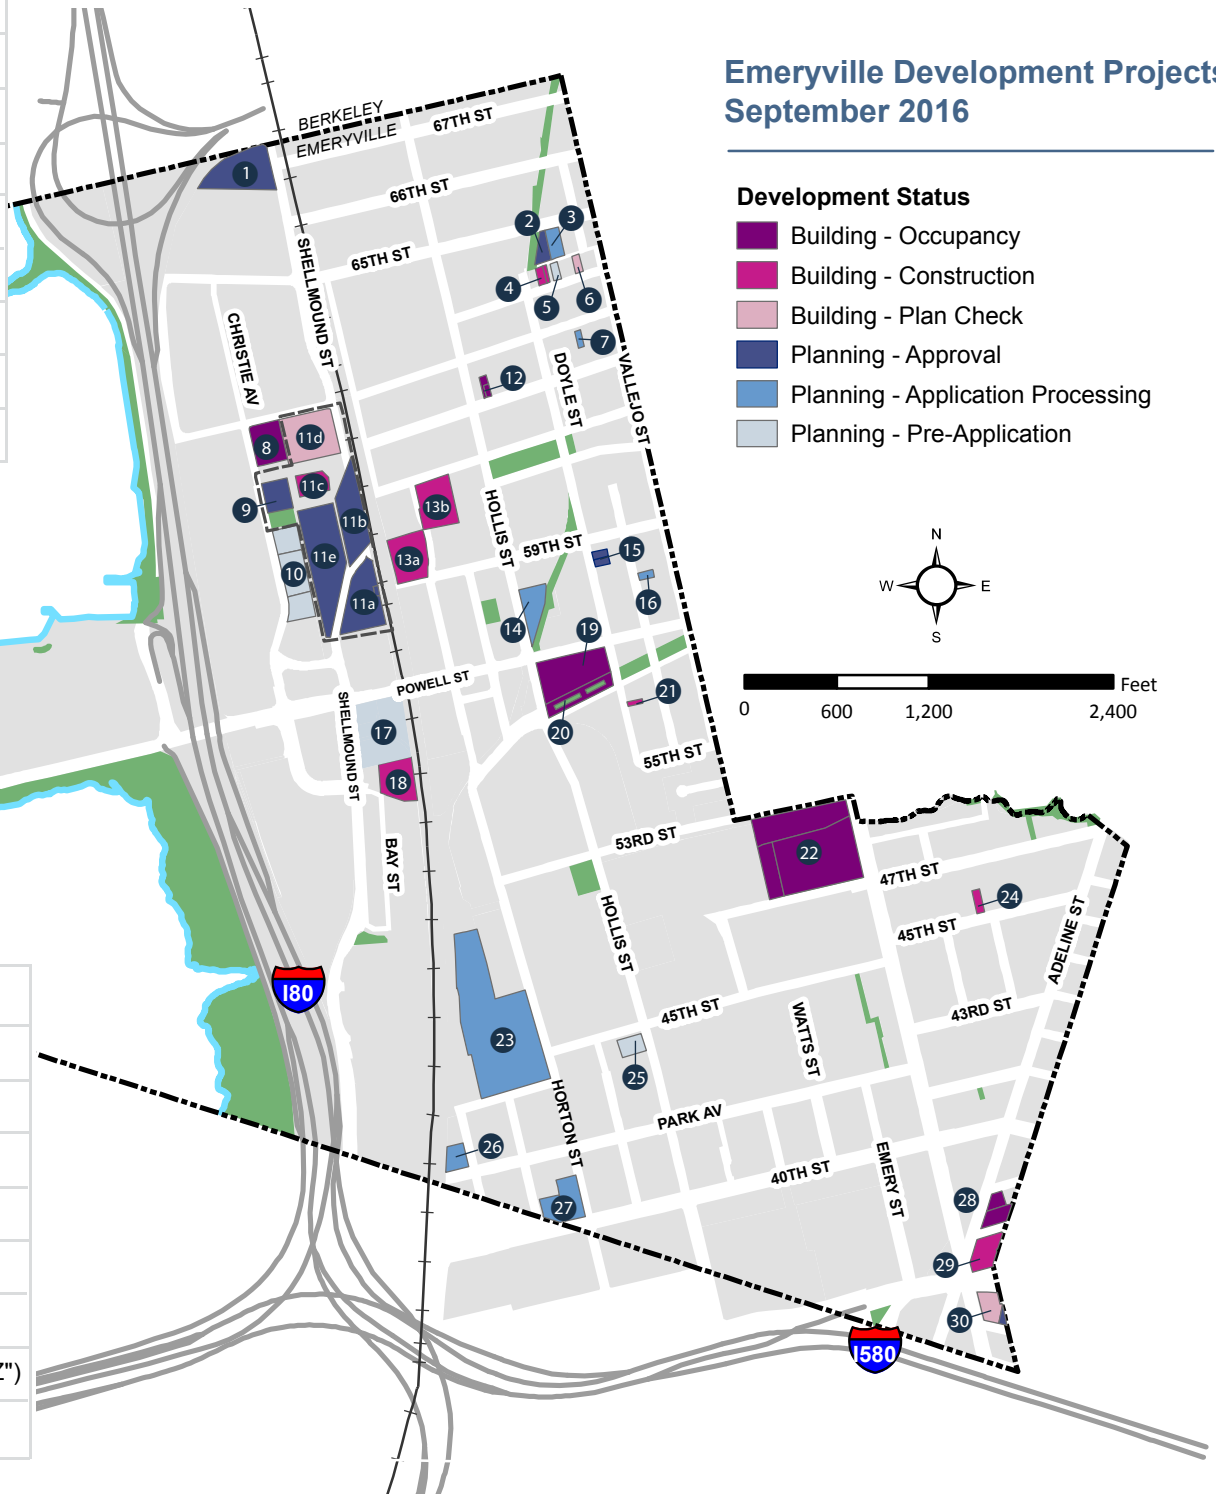 Emeryville Development Projects
September 2016
Development Status
Building - Occupancy
Building - Construction
Building - Plan Check
Planning - Approval
Planning - Application Processing
Planning - Pre-Application
N
W
E
S
Feet
0
600
1,200
2,400
BERKELEY
EMERYVILLE
67TH ST
66TH ST
65TH ST
SHELLMOUND ST
CHRISTIE AV
DOYLE ST
VALLEJO ST
HOLLIS ST
59TH ST
POWELL ST
SHELLMOUND ST
55TH ST
53RD ST
BAY ST
47TH ST
45TH ST
ADELINE ST
HOLLIS ST
43RD ST
45TH ST
WATTS ST
HORTON ST
PARK AV
40TH ST
EMERY ST
I80
I580
1
2
3
4
5
6
7
8
9
10
11a
11b
11c
11d
11e
12
13a
13b
14
15
16
17
18
19
20
21
22
23
24
25
26
27
28
29
30
")